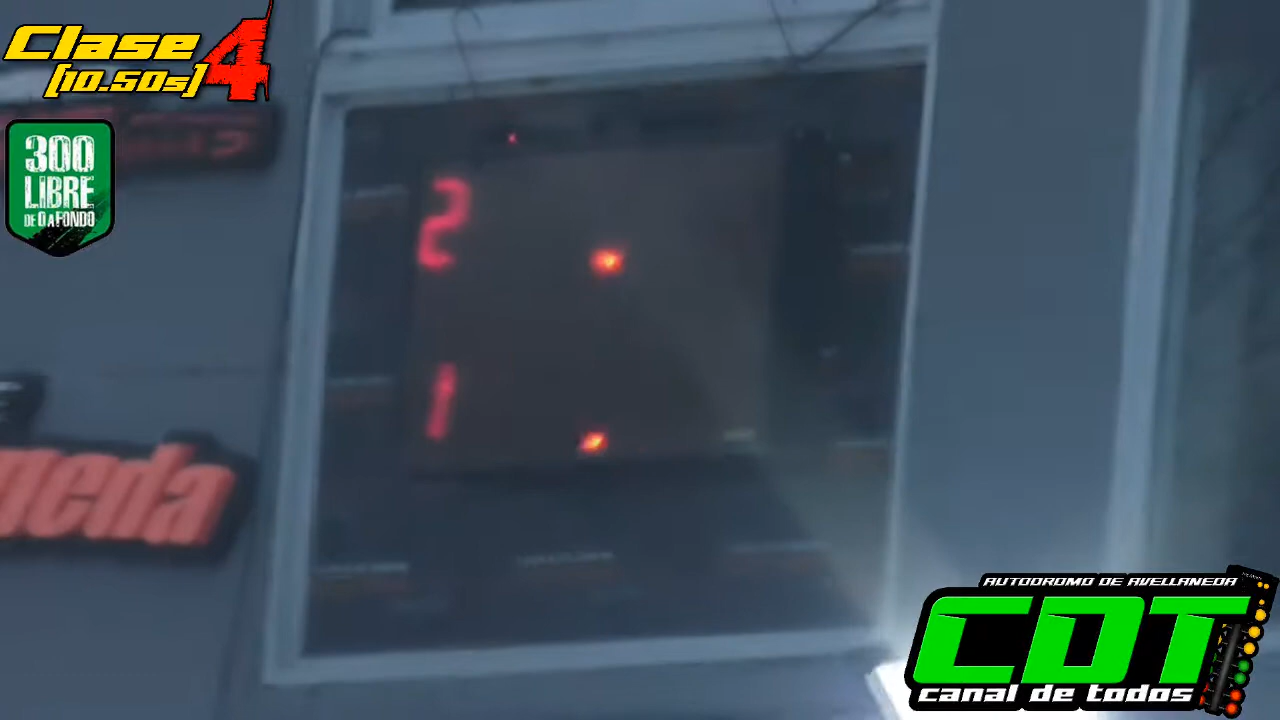 Clase 4
[10.50s]
300
LIBRE
DE 0 A FONDO
2
1
neda
AUTODROMO DE AVELLANEDA
CDT
canal de todos